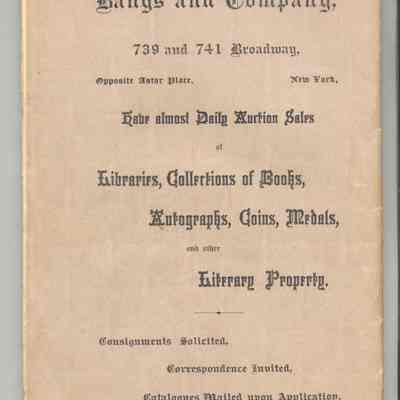 Bangs and Company,
739 and 741 Broadway,
Opposite Astor Place, New York,
Have almost Daily Auction Sales
of
Libraries, Collections of Books,
Autographs, Coins, Medals,
and other
Literary Property.
Consignments Solicited,
Correspondence Invited,
Catalogues Mailed upon Application.